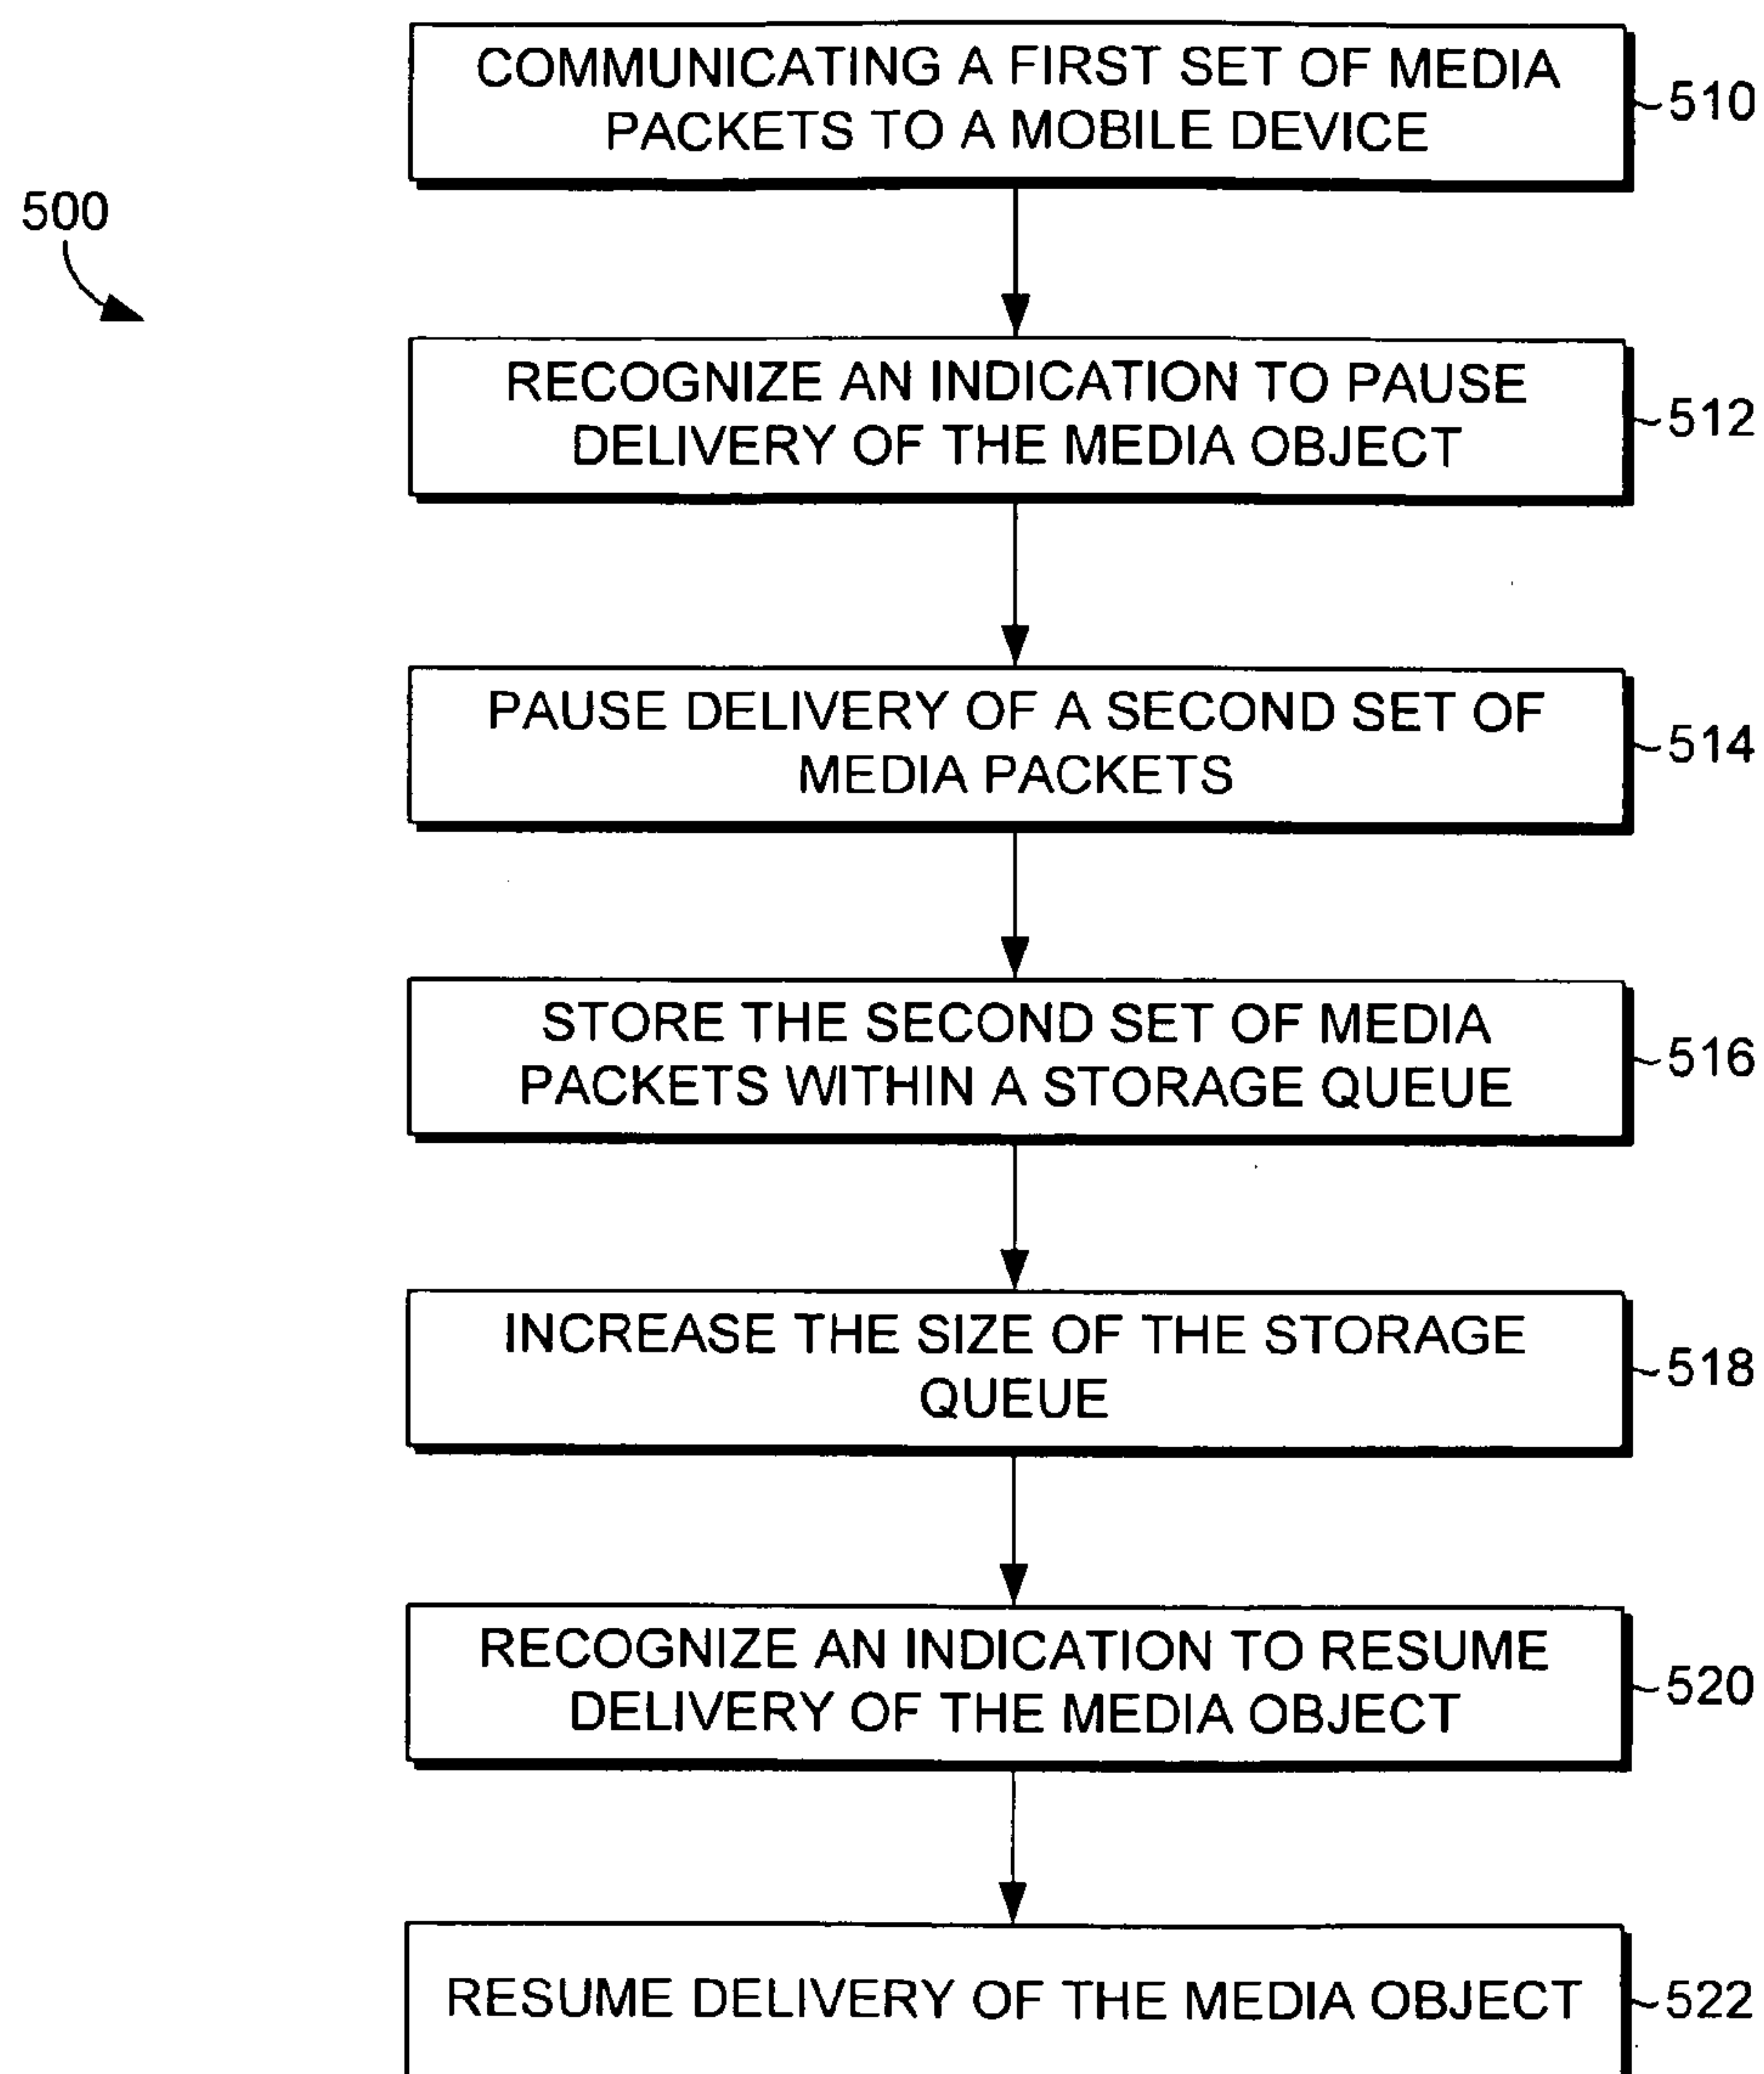 COMMUNICATING A FIRST SET OF MEDIA
PACKETS TO A MOBILE DEVICE
510
500
RECOGNIZE AN INDICATION TO PAUSE
DELIVERY OF THE MEDIA OBJECT
512
PAUSE DELIVERY OF A SECOND SET OF
MEDIA PACKETS
514
STORE THE SECOND SET OF MEDIA
PACKETS WITHIN A STORAGE QUEUE
516
INCREASE THE SIZE OF THE STORAGE
QUEUE
518
RECOGNIZE AN INDICATION TO RESUME
DELIVERY OF THE MEDIA OBJECT
520
RESUME DELIVERY OF THE MEDIA OBJECT
522